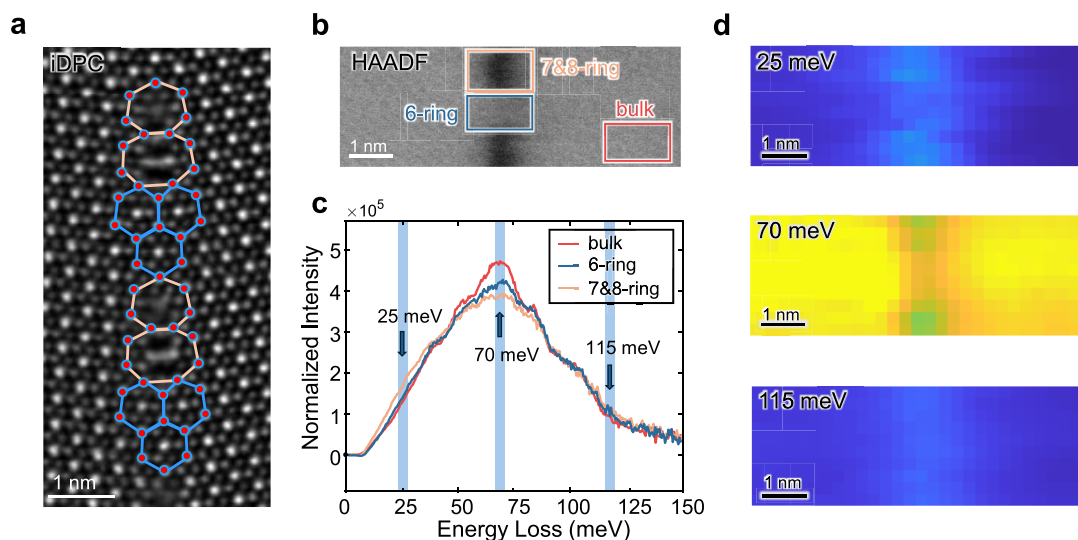 a
iDPC
1 nm
b
HAADF
7&8-ring
6-ring
bulk
1 nm
c
×10⁵
Normalized Intensity
5
4
3
2
1
0
bulk
6-ring
7&8-ring
25 meV
70 meV
115 meV
0
25
50
75
100
125
150
Energy Loss (meV)
d
25 meV
1 nm
70 meV
1 nm
115 meV
1 nm